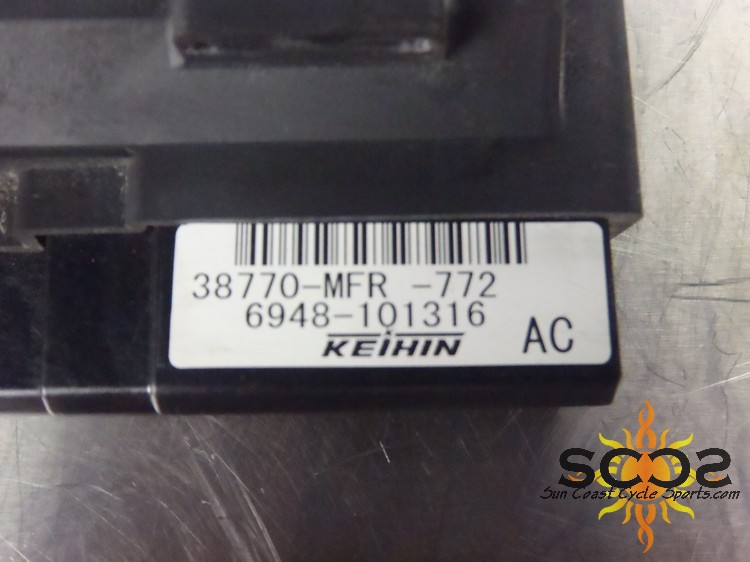 38770-MFR -772
6948-101316
KEIHIN
AC
SCCS
Sun Coast Cycle Sports.com